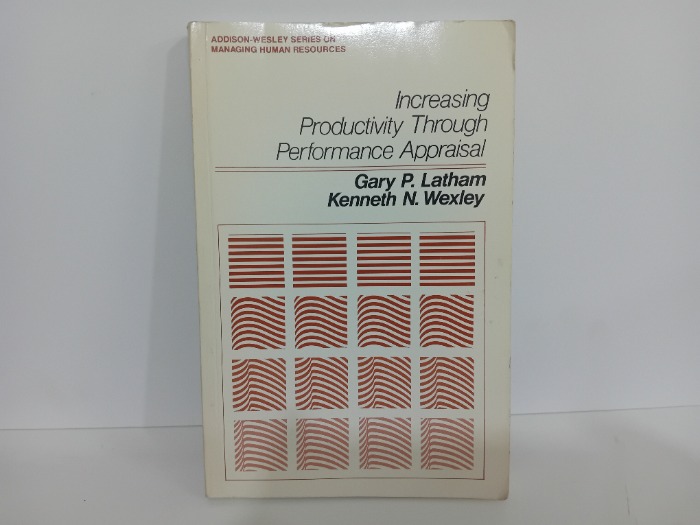 ADDISON-WESLEY SERIES ON
MANAGING HUMAN RESOURCES
Increasing
Productivity Through
Performance Appraisal
Gary P. Latham
Kenneth N. Wexley